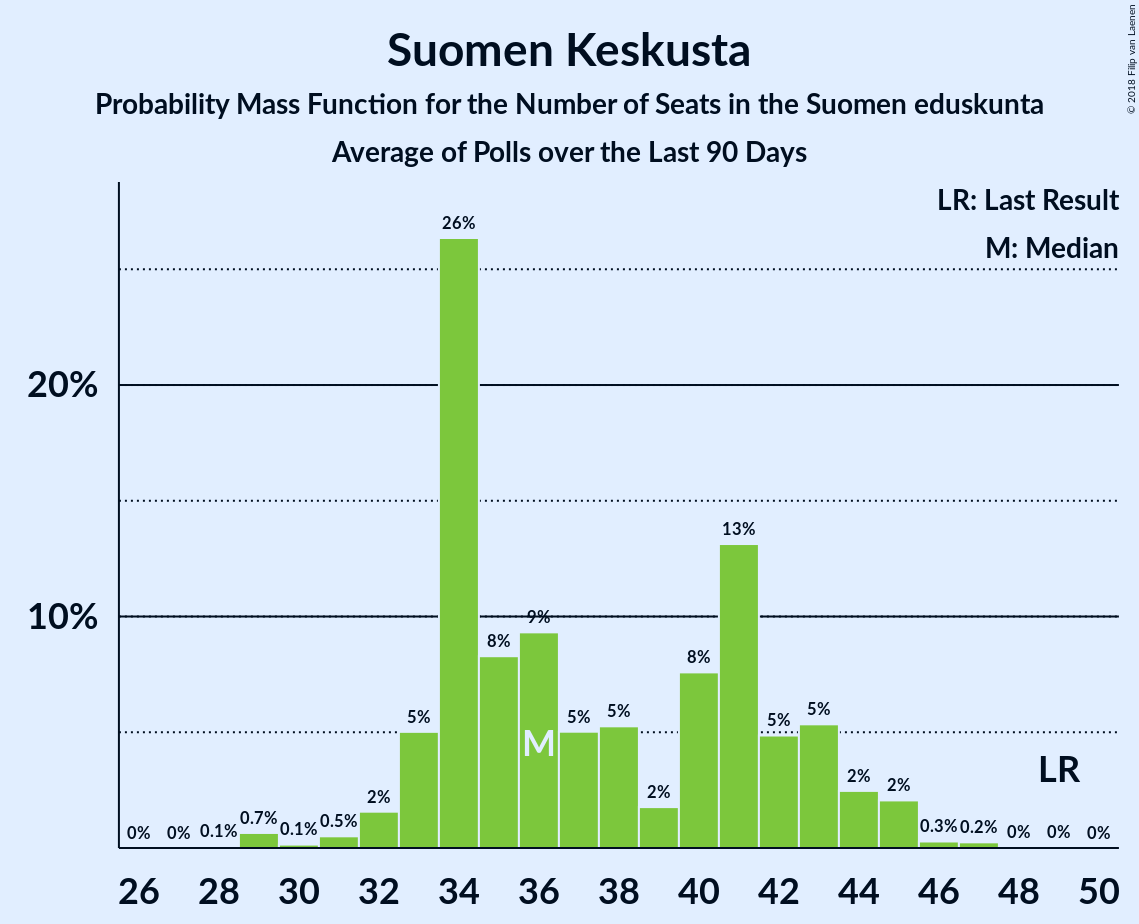 Suomen Keskusta
Probability Mass Function for the Number of Seats in the Suomen eduskunta
Average of Polls over the Last 90 Days
© 2018 Filip van Laenen
LR: Last Result
M: Median
20%
10%
0% 0% 0.1% 0.7% 0.1% 0.5% 2% 5% 26% 8% 9% 5% 5% 2% 8% 13% 5% 5% 2% 2% 0.3% 0.2% 0% 0% 0%
M
LR
26 28 30 32 34 36 38 40 42 44 46 48 50